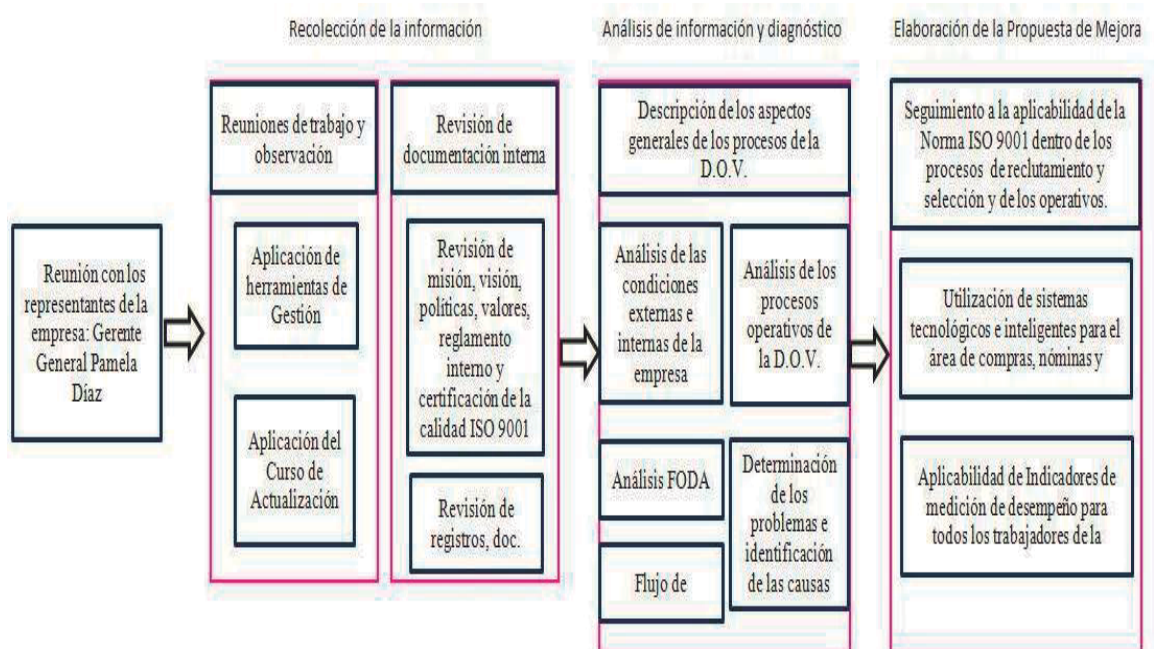 Recolección de la información
Análisis de información y diagnóstico
Elaboración de la Propuesta de Mejora
Reunión con los
representantes de la
empresa: Gerente
General Pamela
Díaz
Reuniones de trabajo y
observación
Aplicación de
herramientas de
Gestión
Aplicación del
Curso de
Actualización
Revisión de
documentación interna
Revisión de
misión, visión,
políticas, valores,
reglamento
interno y
certificación de la
calidad ISO 9001
Revisión de
registros, doc.
Descripción de los aspectos
generales de los procesos de la
D.O.V.
Análisis de las
condiciones
externas e
internas de la
empresa
Análisis de los
procesos
operativos de
la D.O.V.
Análisis FODA
Flujo de
Determinación
de los
problemas e
identificación
de las causas
Seguimiento a la aplicabilidad de la
Norma ISO 9001 dentro de los
procesos de reclutamiento y
selección y de los operativos.
Utilización de sistemas
tecnológicos e inteligentes para el
área de compras, nóminas y
Aplicabilidad de Indicadores de
medición de desempeño para
todos los trabajadores de la